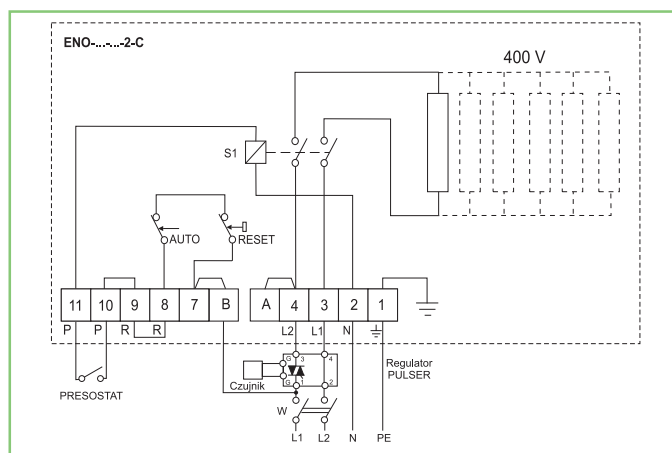 ENO-...-...-2-C
400 V
S1
AUTO
RESET
11 10 9 8 7 B A 4 3 2 1
P P R R L2 L1 N
PRESOSTAT
G 3 4
Czujnik
G 1 2
Regulator
PULSER
W
L1 L2 N PE